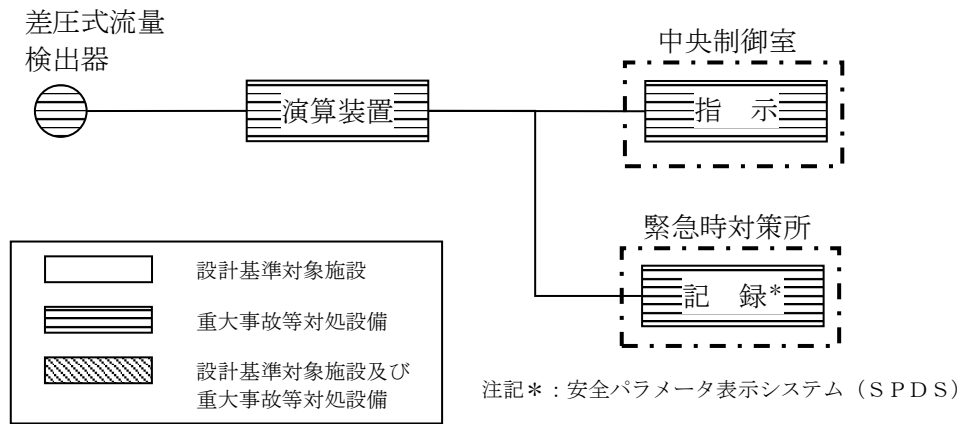 差圧式流量
検出器
演算装置
中央制御室
指　示
緊急時対策所
記　録*
設計基準対象施設
重大事故等対処設備
設計基準対象施設及び
重大事故等対処設備
注記＊：安全パラメータ表示システム（ＳＰＤＳ）